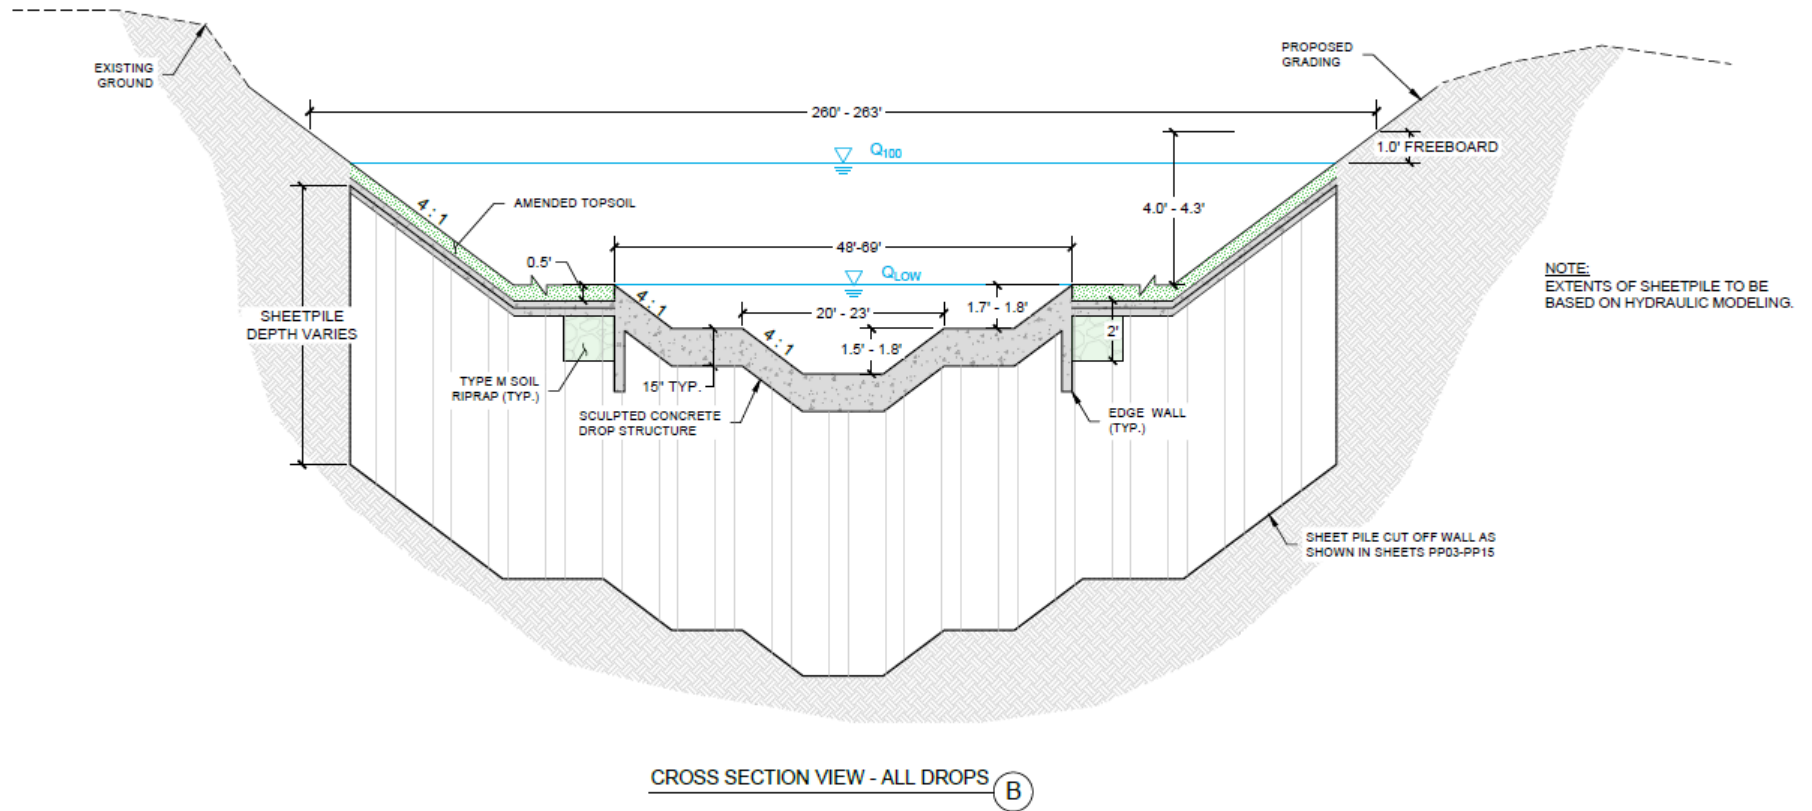 EXISTING
GROUND
PROPOSED
GRADING
260' - 263'
Q100
1.0' FREEBOARD
4:1
AMENDED TOPSOIL
4.0' - 4.3'
48'-69'
0.5'
QLOW
NOTE:
EXTENTS OF SHEETPILE TO BE
BASED ON HYDRAULIC MODELING.
4:1
1.7' - 1.8'
20' - 23'
SHEETPILE
DEPTH VARIES
4:1
1.5' - 1.8'
2'
TYPE M SOIL
RIPRAP (TYP.)
15" TYP.
SCULPTED CONCRETE
DROP STRUCTURE
EDGE WALL
(TYP.)
SHEET PILE CUT OFF WALL AS
SHOWN IN SHEETS PP03-PP15
CROSS SECTION VIEW - ALL DROPS
B